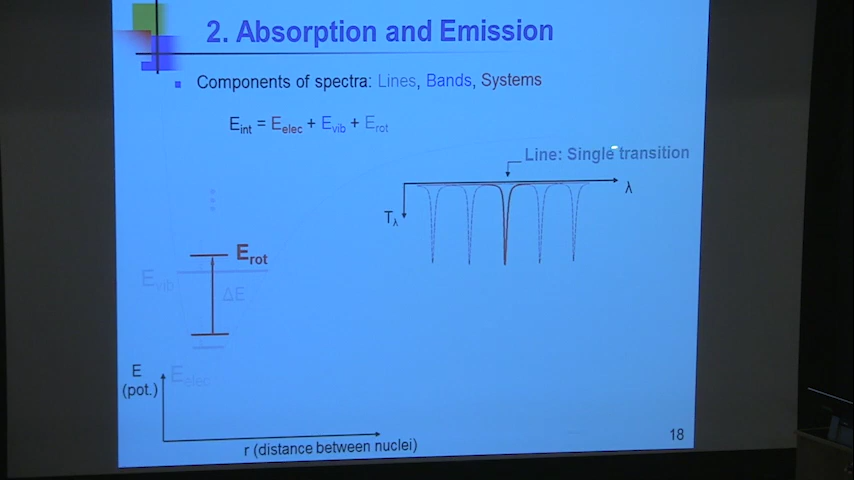 2. Absorption and Emission
Components of spectra: Lines, Bands, Systems
E_int = E_elec + E_vib + E_rot
Line: Single transition
λ
T_λ
E_rot
E_vib
ΔE
E
(pot.)
E_elec
r (distance between nuclei)
18